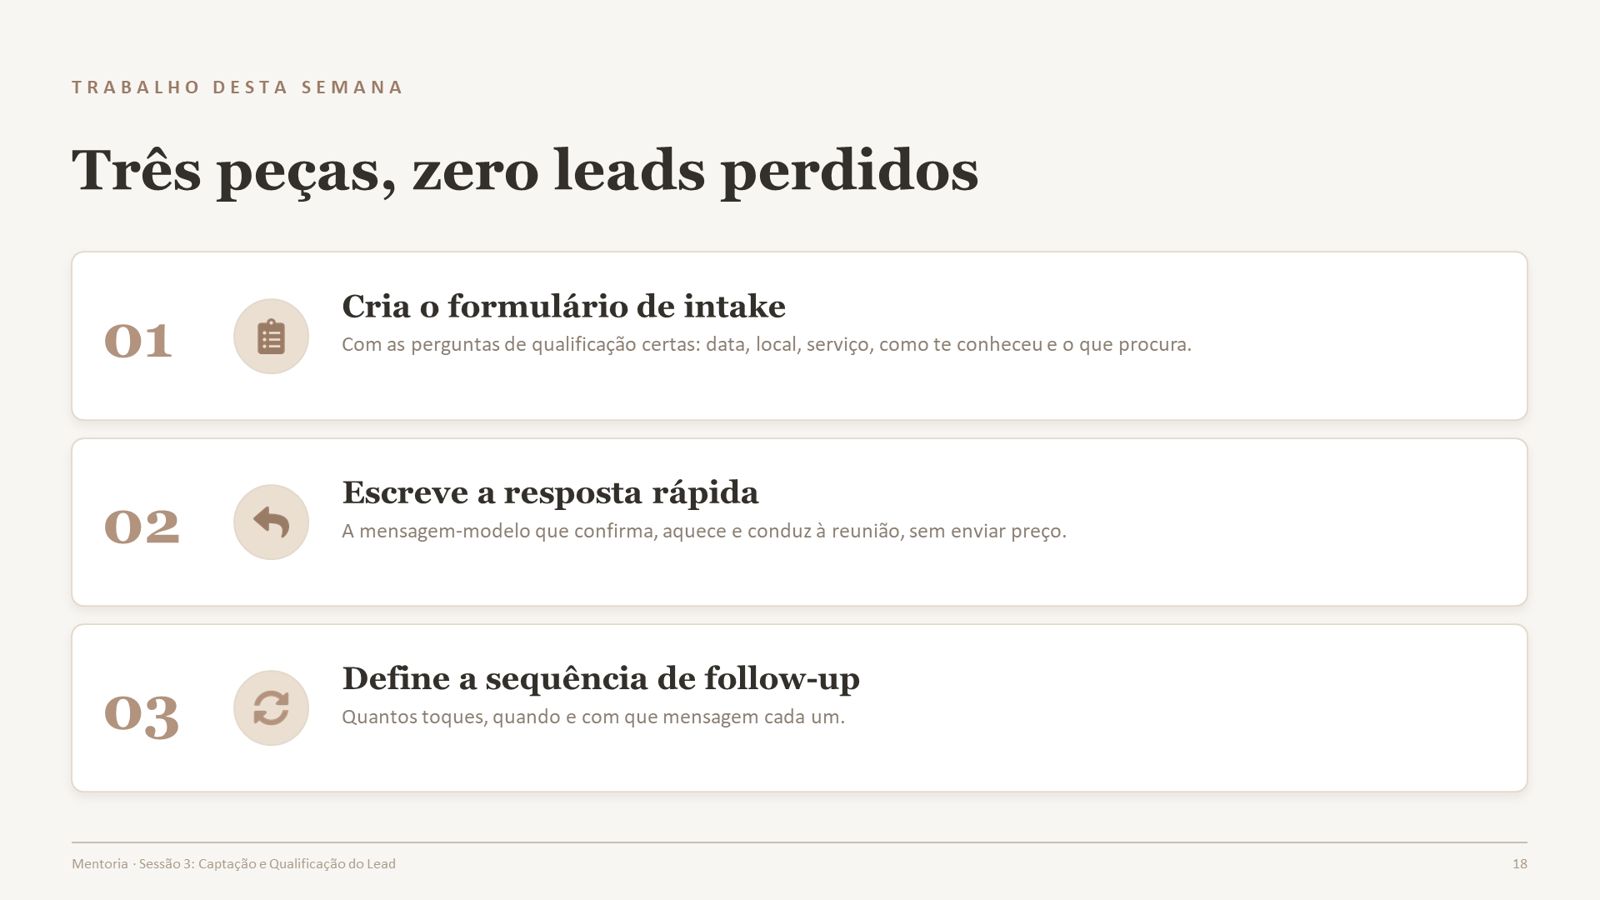 TRABALHO DESTA SEMANA
Três peças, zero leads perdidos
01
Cria o formulário de intake
Com as perguntas de qualificação certas: data, local, serviço, como te conheceu e o que procura.
02
Escreve a resposta rápida
A mensagem-modelo que confirma, aquece e conduz à reunião, sem enviar preço.
03
Define a sequência de follow-up
Quantos toques, quando e com que mensagem cada um.
Mentoria · Sessão 3: Captação e Qualificação do Lead
18